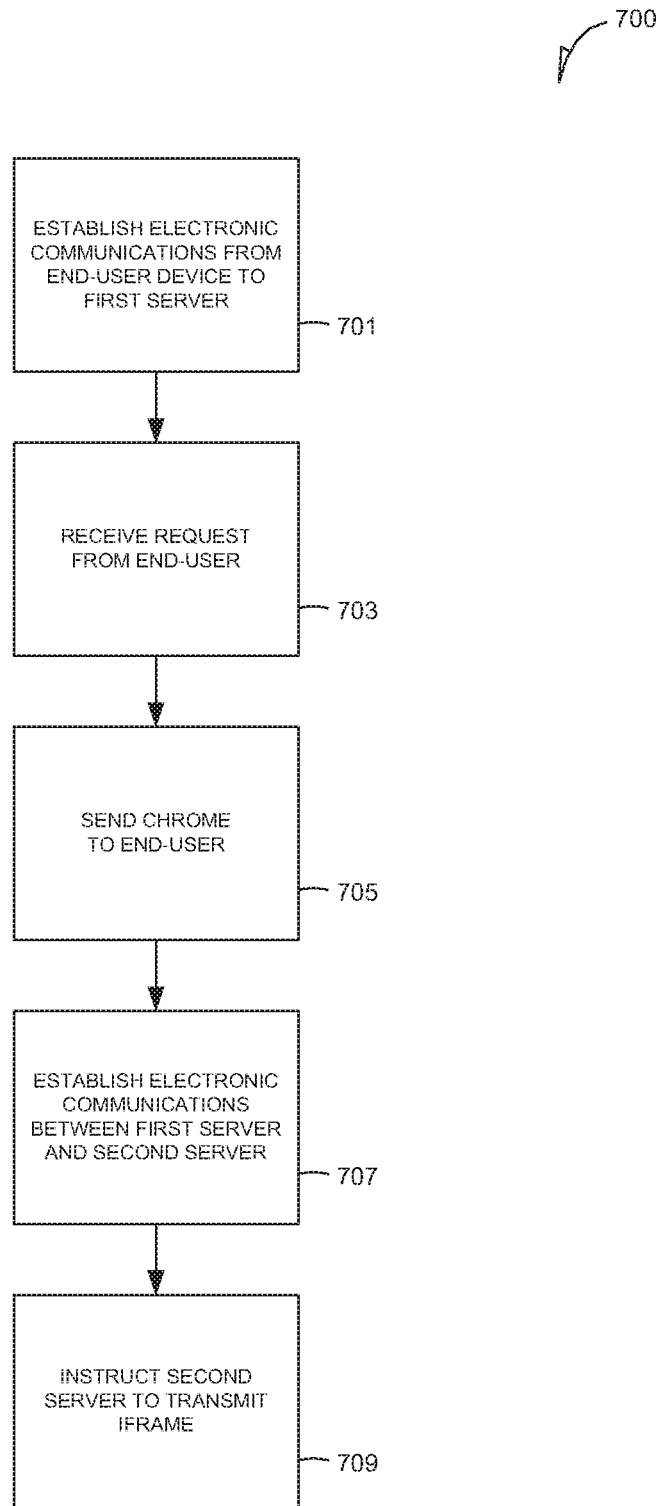 700
ESTABLISH ELECTRONIC
COMMUNICATIONS FROM
END-USER DEVICE TO
FIRST SERVER
701
RECEIVE REQUEST
FROM END-USER
703
SEND CHROME
TO END-USER
705
ESTABLISH ELECTRONIC
COMMUNICATIONS
BETWEEN FIRST SERVER
AND SECOND SERVER
707
INSTRUCT SECOND
SERVER TO TRANSMIT
IFRAME
709